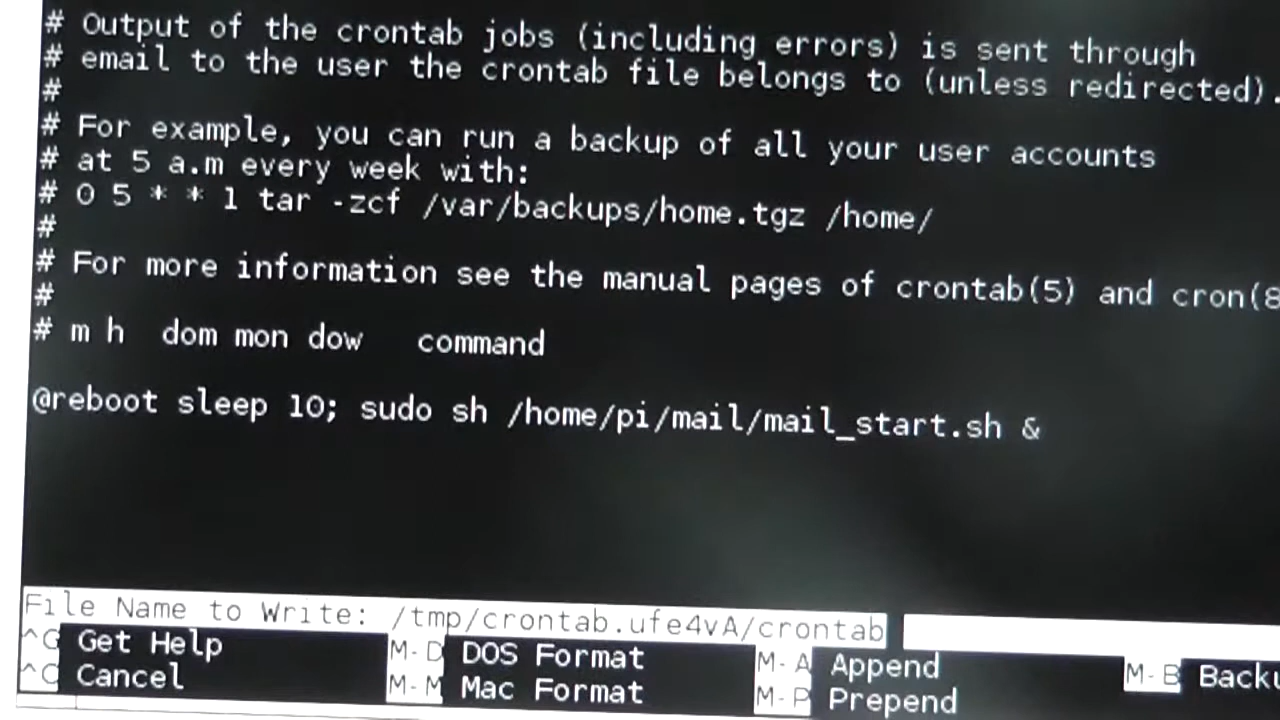 # Output of the crontab jobs (including errors) is sent through
# email to the user the crontab file belongs to (unless redirected).
#
# For example, you can run a backup of all your user accounts
# at 5 a.m every week with:
# 0 5 * * 1 tar -zcf /var/backups/home.tgz /home/
#
# For more information see the manual pages of crontab(5) and cron(8
#
# m h  dom mon dow   command
@reboot sleep 10; sudo sh /home/pi/mail/mail_start.sh &
File Name to Write: /tmp/crontab.ufe4vA/crontab
^G Get Help M-D DOS Format M-A Append M-B Backu
^C Cancel M-M Mac Format M-P Prepend